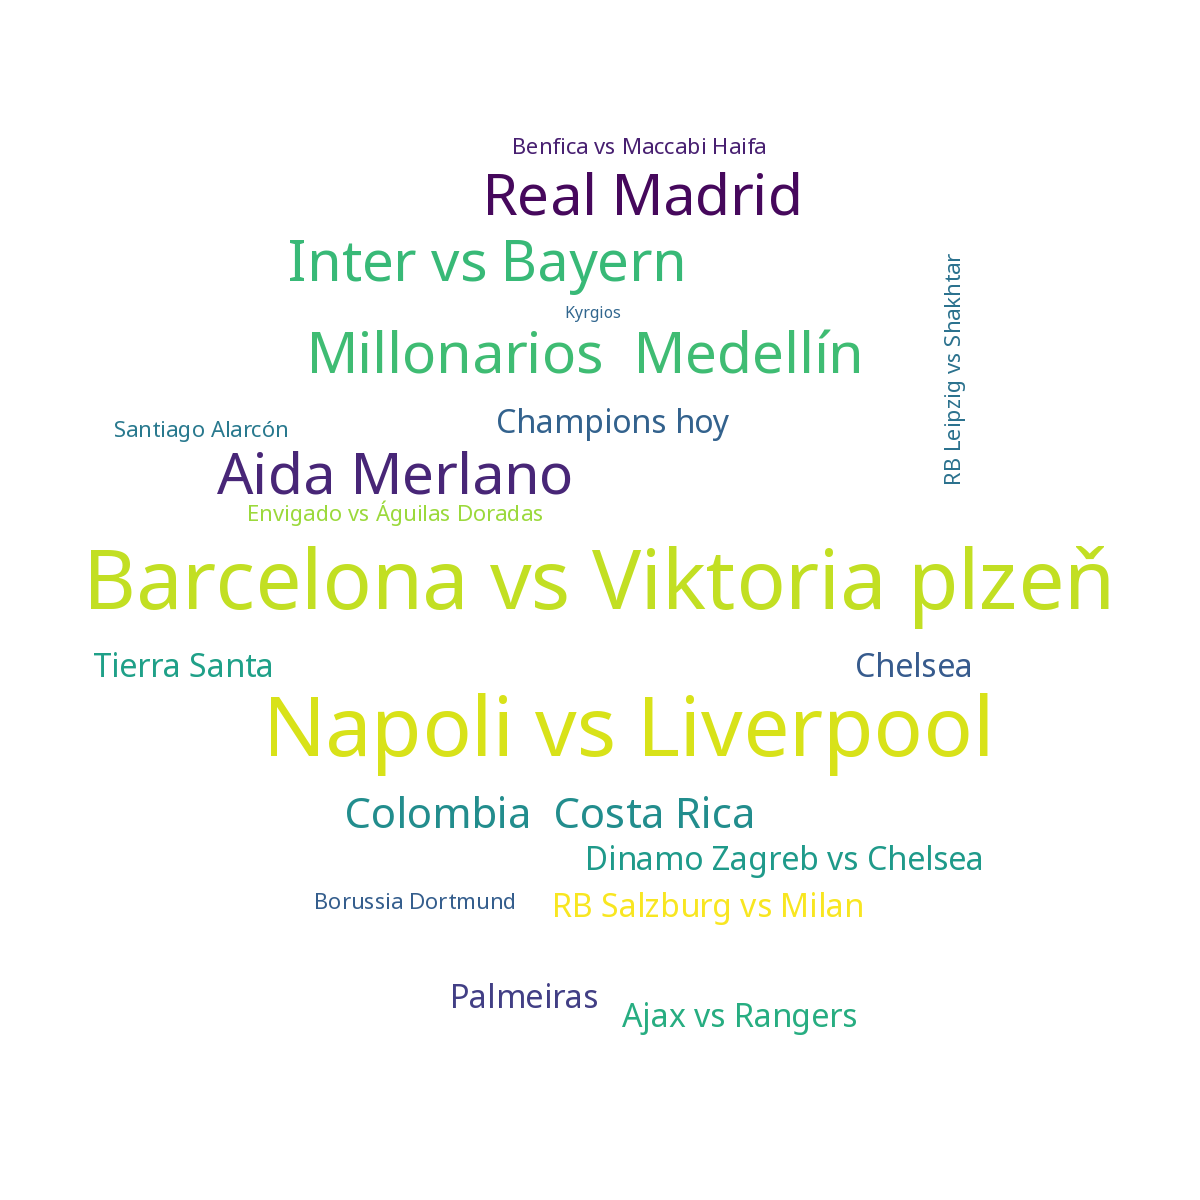 Benfica vs Maccabi Haifa
Real Madrid
Inter vs Bayern
RB Leipzig vs Shakhtar
Kyrgios
Millonarios Medellín
Champions hoy
Santiago Alarcón
Aida Merlano
Envigado vs Águilas Doradas
Barcelona vs Viktoria plzeň
Tierra Santa
Chelsea
Napoli vs Liverpool
Colombia Costa Rica
Dinamo Zagreb vs Chelsea
Borussia Dortmund
RB Salzburg vs Milan
Palmeiras
Ajax vs Rangers